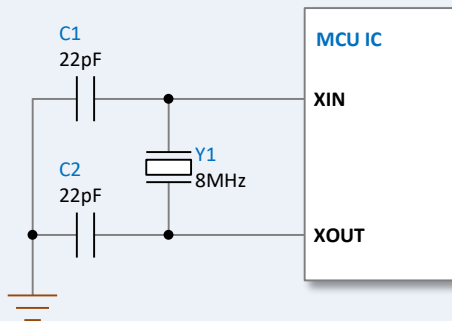 C1
22pF
MCU IC
XIN
Y1
8MHz
C2
22pF
XOUT